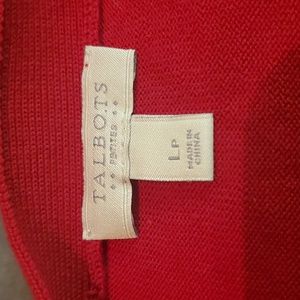 TALBOTS
PETITES
LP
MADE IN
CHINA